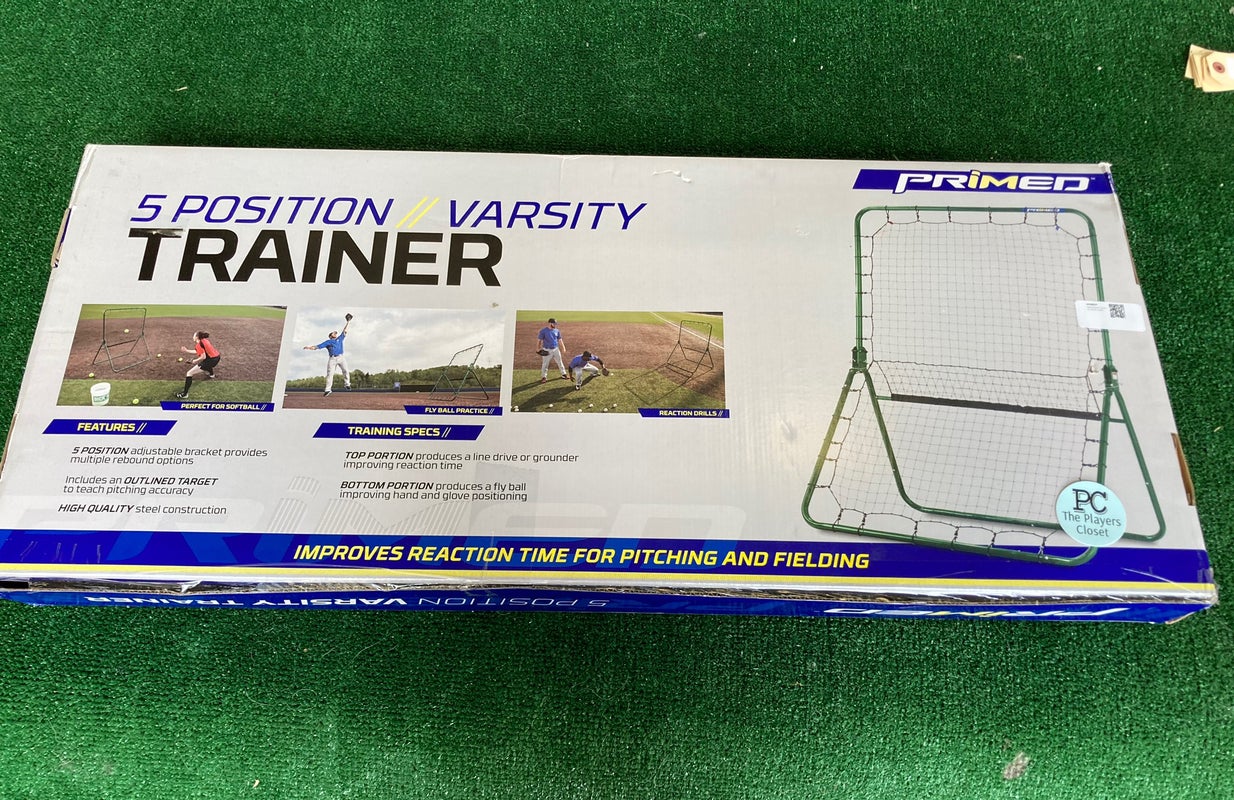 PRIMED
5 POSITION // VARSITY
TRAINER
PRIMED
PERFECT FOR SOFTBALL //
FLY BALL PRACTICE //
REACTION DRILLS //
FEATURES //
5 POSITION adjustable bracket provides
multiple rebound options
Includes an OUTLINED TARGET
to teach pitching accuracy
HIGH QUALITY steel construction
TRAINING SPECS //
TOP PORTION produces a line drive or grounder
improving reaction time
BOTTOM PORTION produces a fly ball
improving hand and glove positioning
PC
The Players
Closet
PRIMED
IMPROVES REACTION TIME FOR PITCHING AND FIELDING
5 POSITION VARSITY TRAINER
PRIMED